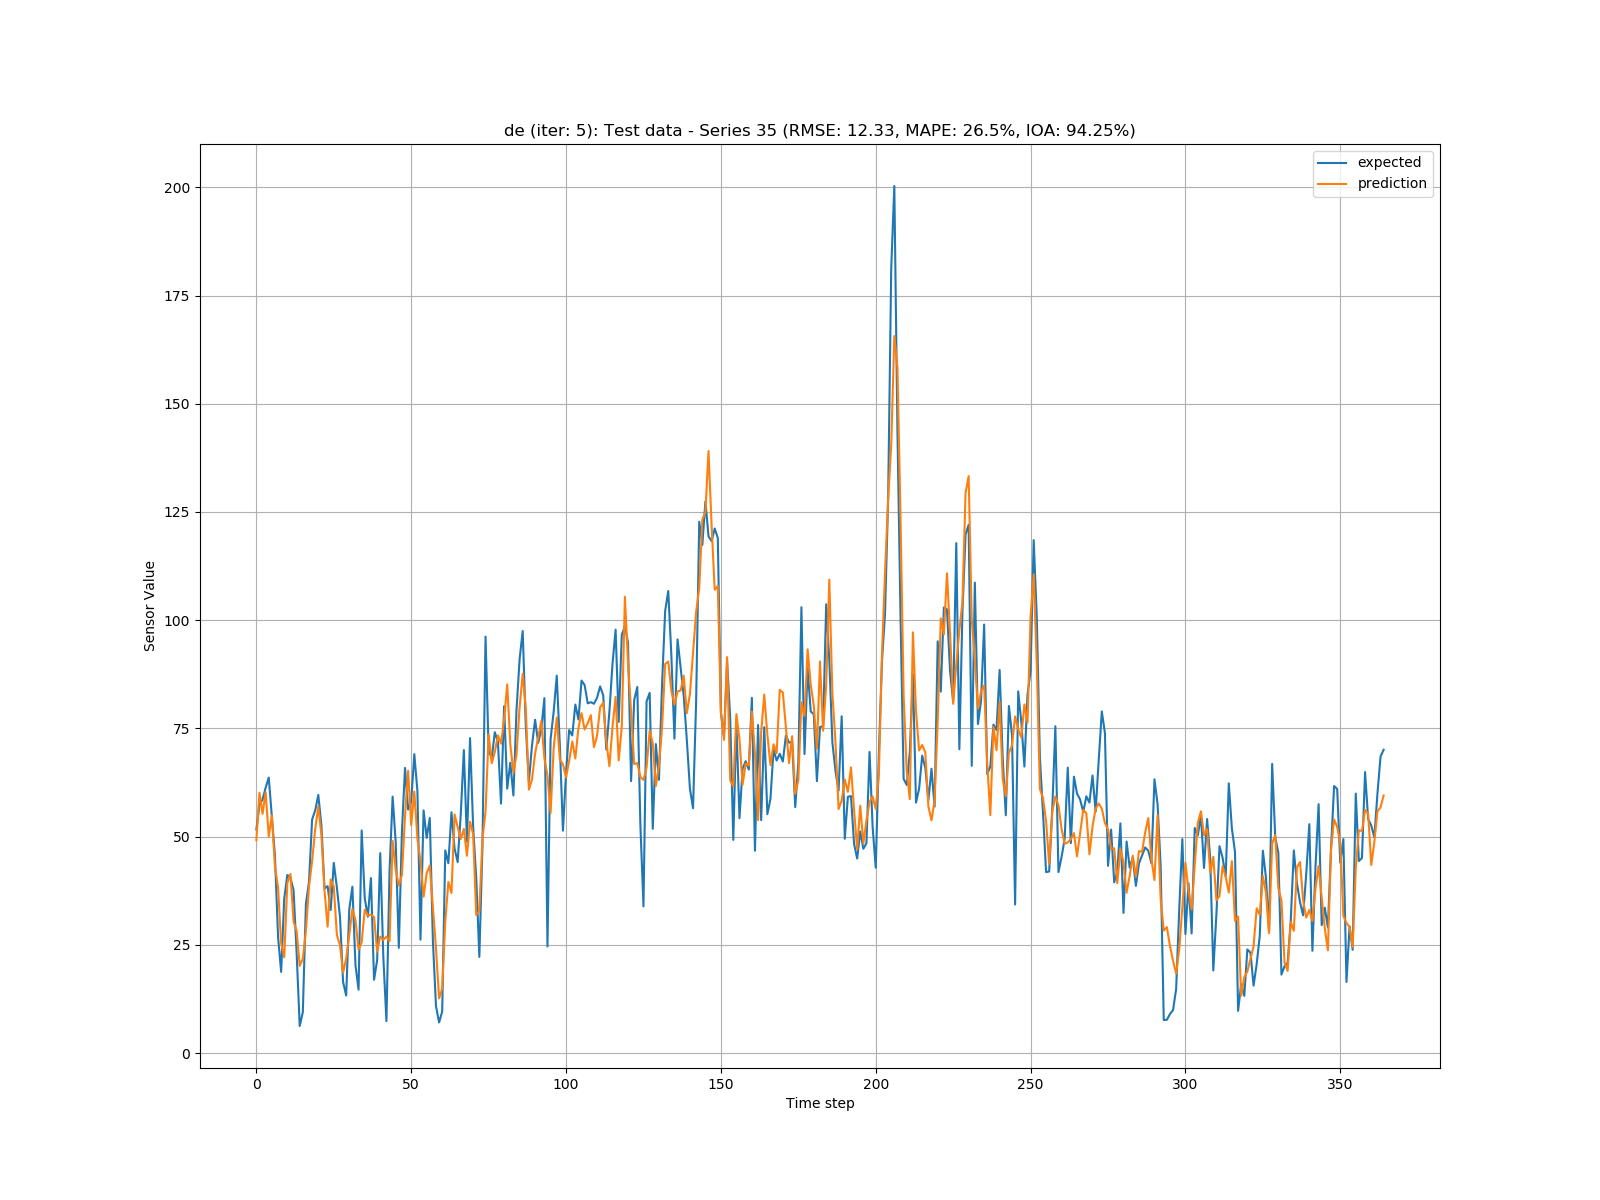 de (iter: 5): Test data - Series 35 (RMSE: 12.33, MAPE: 26.5%, IOA: 94.25%)
expected
prediction
200
175
150
125
100
75
50
25
0
Sensor Value
0 50 100 150 200 250 300 350
Time step